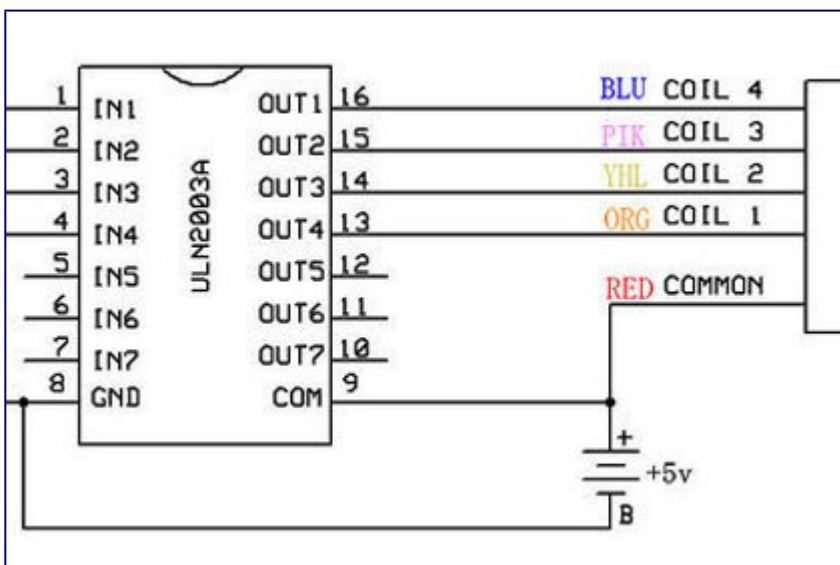 1 IN1 OUT1 16 BLU COIL 4
2 IN2 OUT2 15 PIK COIL 3
3 IN3 OUT3 14 YHL COIL 2
4 IN4 OUT4 13 ORG COIL 1
5 IN5 OUT5 12
6 IN6 OUT6 11 RED COMMON
7 IN7 OUT7 10
8 GND COM 9
ULN2003A
+
+5v
B